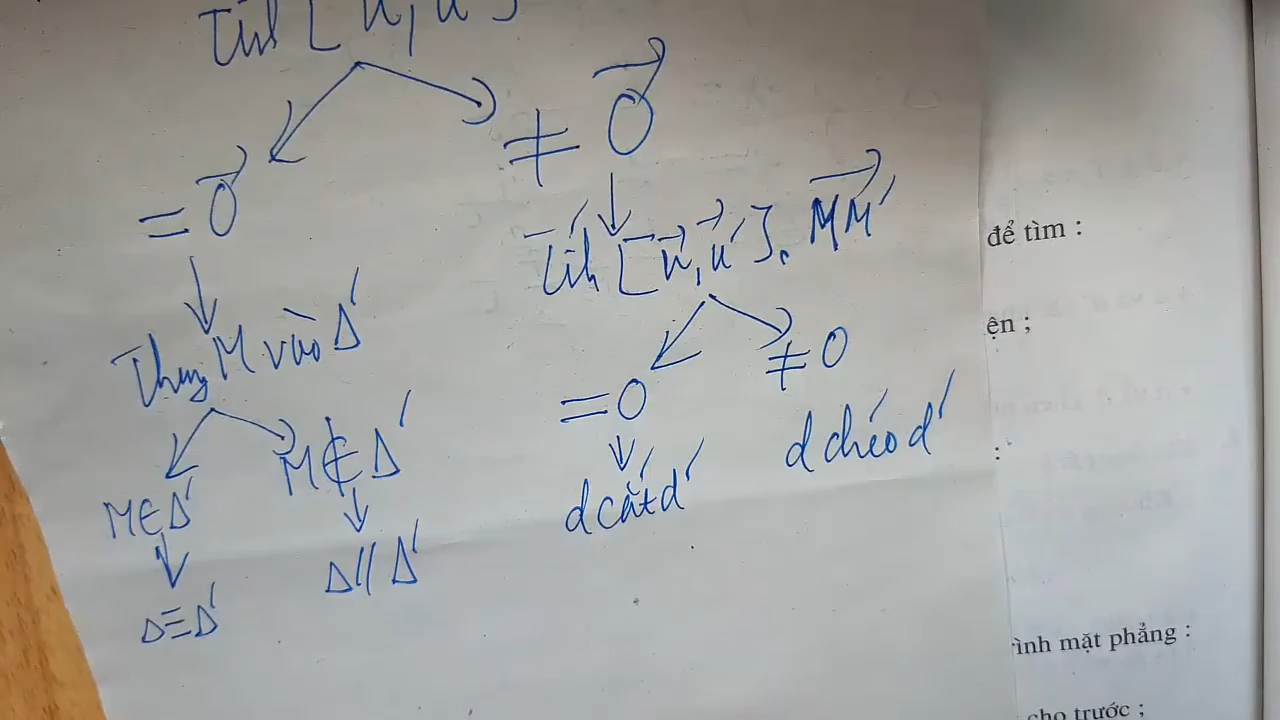 Tính [u, u']
= 0⃗
≠ 0⃗
Thay M vào Δ'
Tính [u⃗, u⃗']. MM'⃗
M∈Δ'
M∉Δ'
= 0
≠ 0
Δ≡Δ'
Δ // Δ'
d cắt d'
d chéo d'
để tìm :
ện ;
:
ình mặt phẳng :
cho trước ;